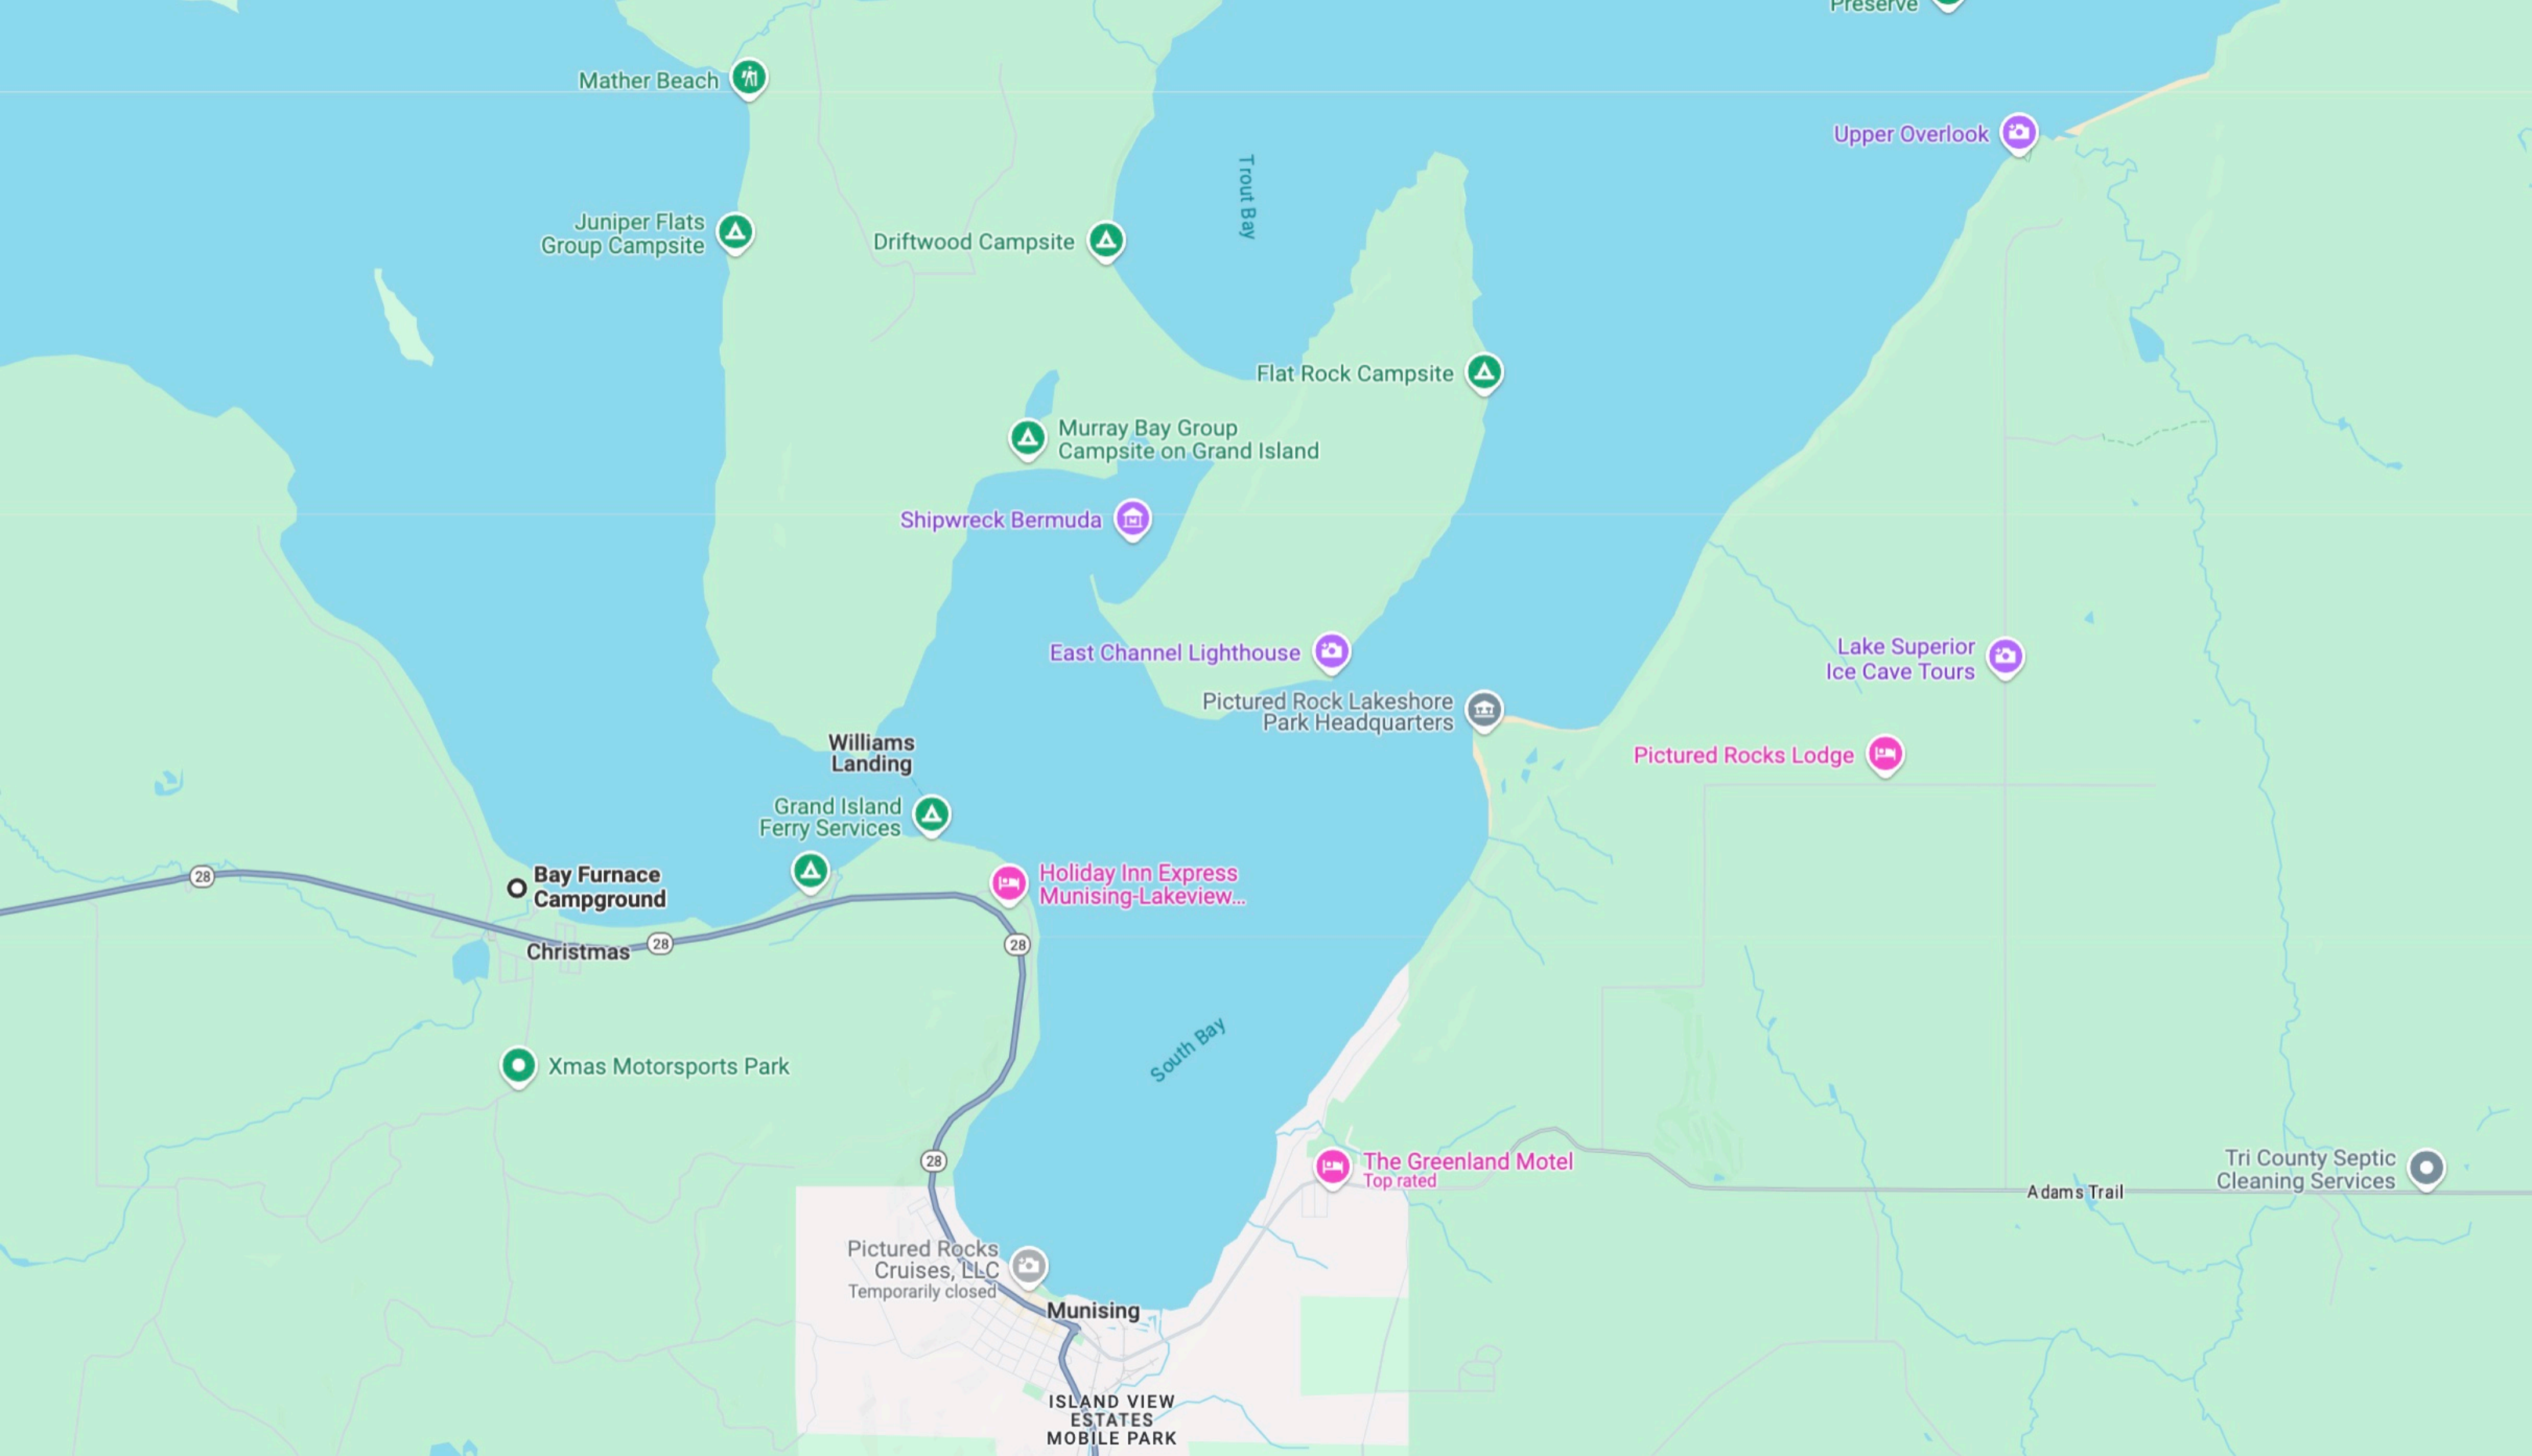 Preserve
Mather Beach
Upper Overlook
Trout Bay
Juniper Flats
Group Campsite
Driftwood Campsite
Flat Rock Campsite
Murray Bay Group
Campsite on Grand Island
Shipwreck Bermuda
East Channel Lighthouse
Lake Superior
Ice Cave Tours
Pictured Rock Lakeshore
Park Headquarters
Williams
Landing
Pictured Rocks Lodge
Grand Island
Ferry Services
Holiday Inn Express
Munising-Lakeview...
28
Bay Furnace
Campground
28
28
Christmas
South Bay
Xmas Motorsports Park
28
The Greenland Motel
Top rated
Tri County Septic
Cleaning Services
Adams Trail
Pictured Rocks
Cruises, LLC
Temporarily closed
Munising
ISLAND VIEW
ESTATES
MOBILE PARK